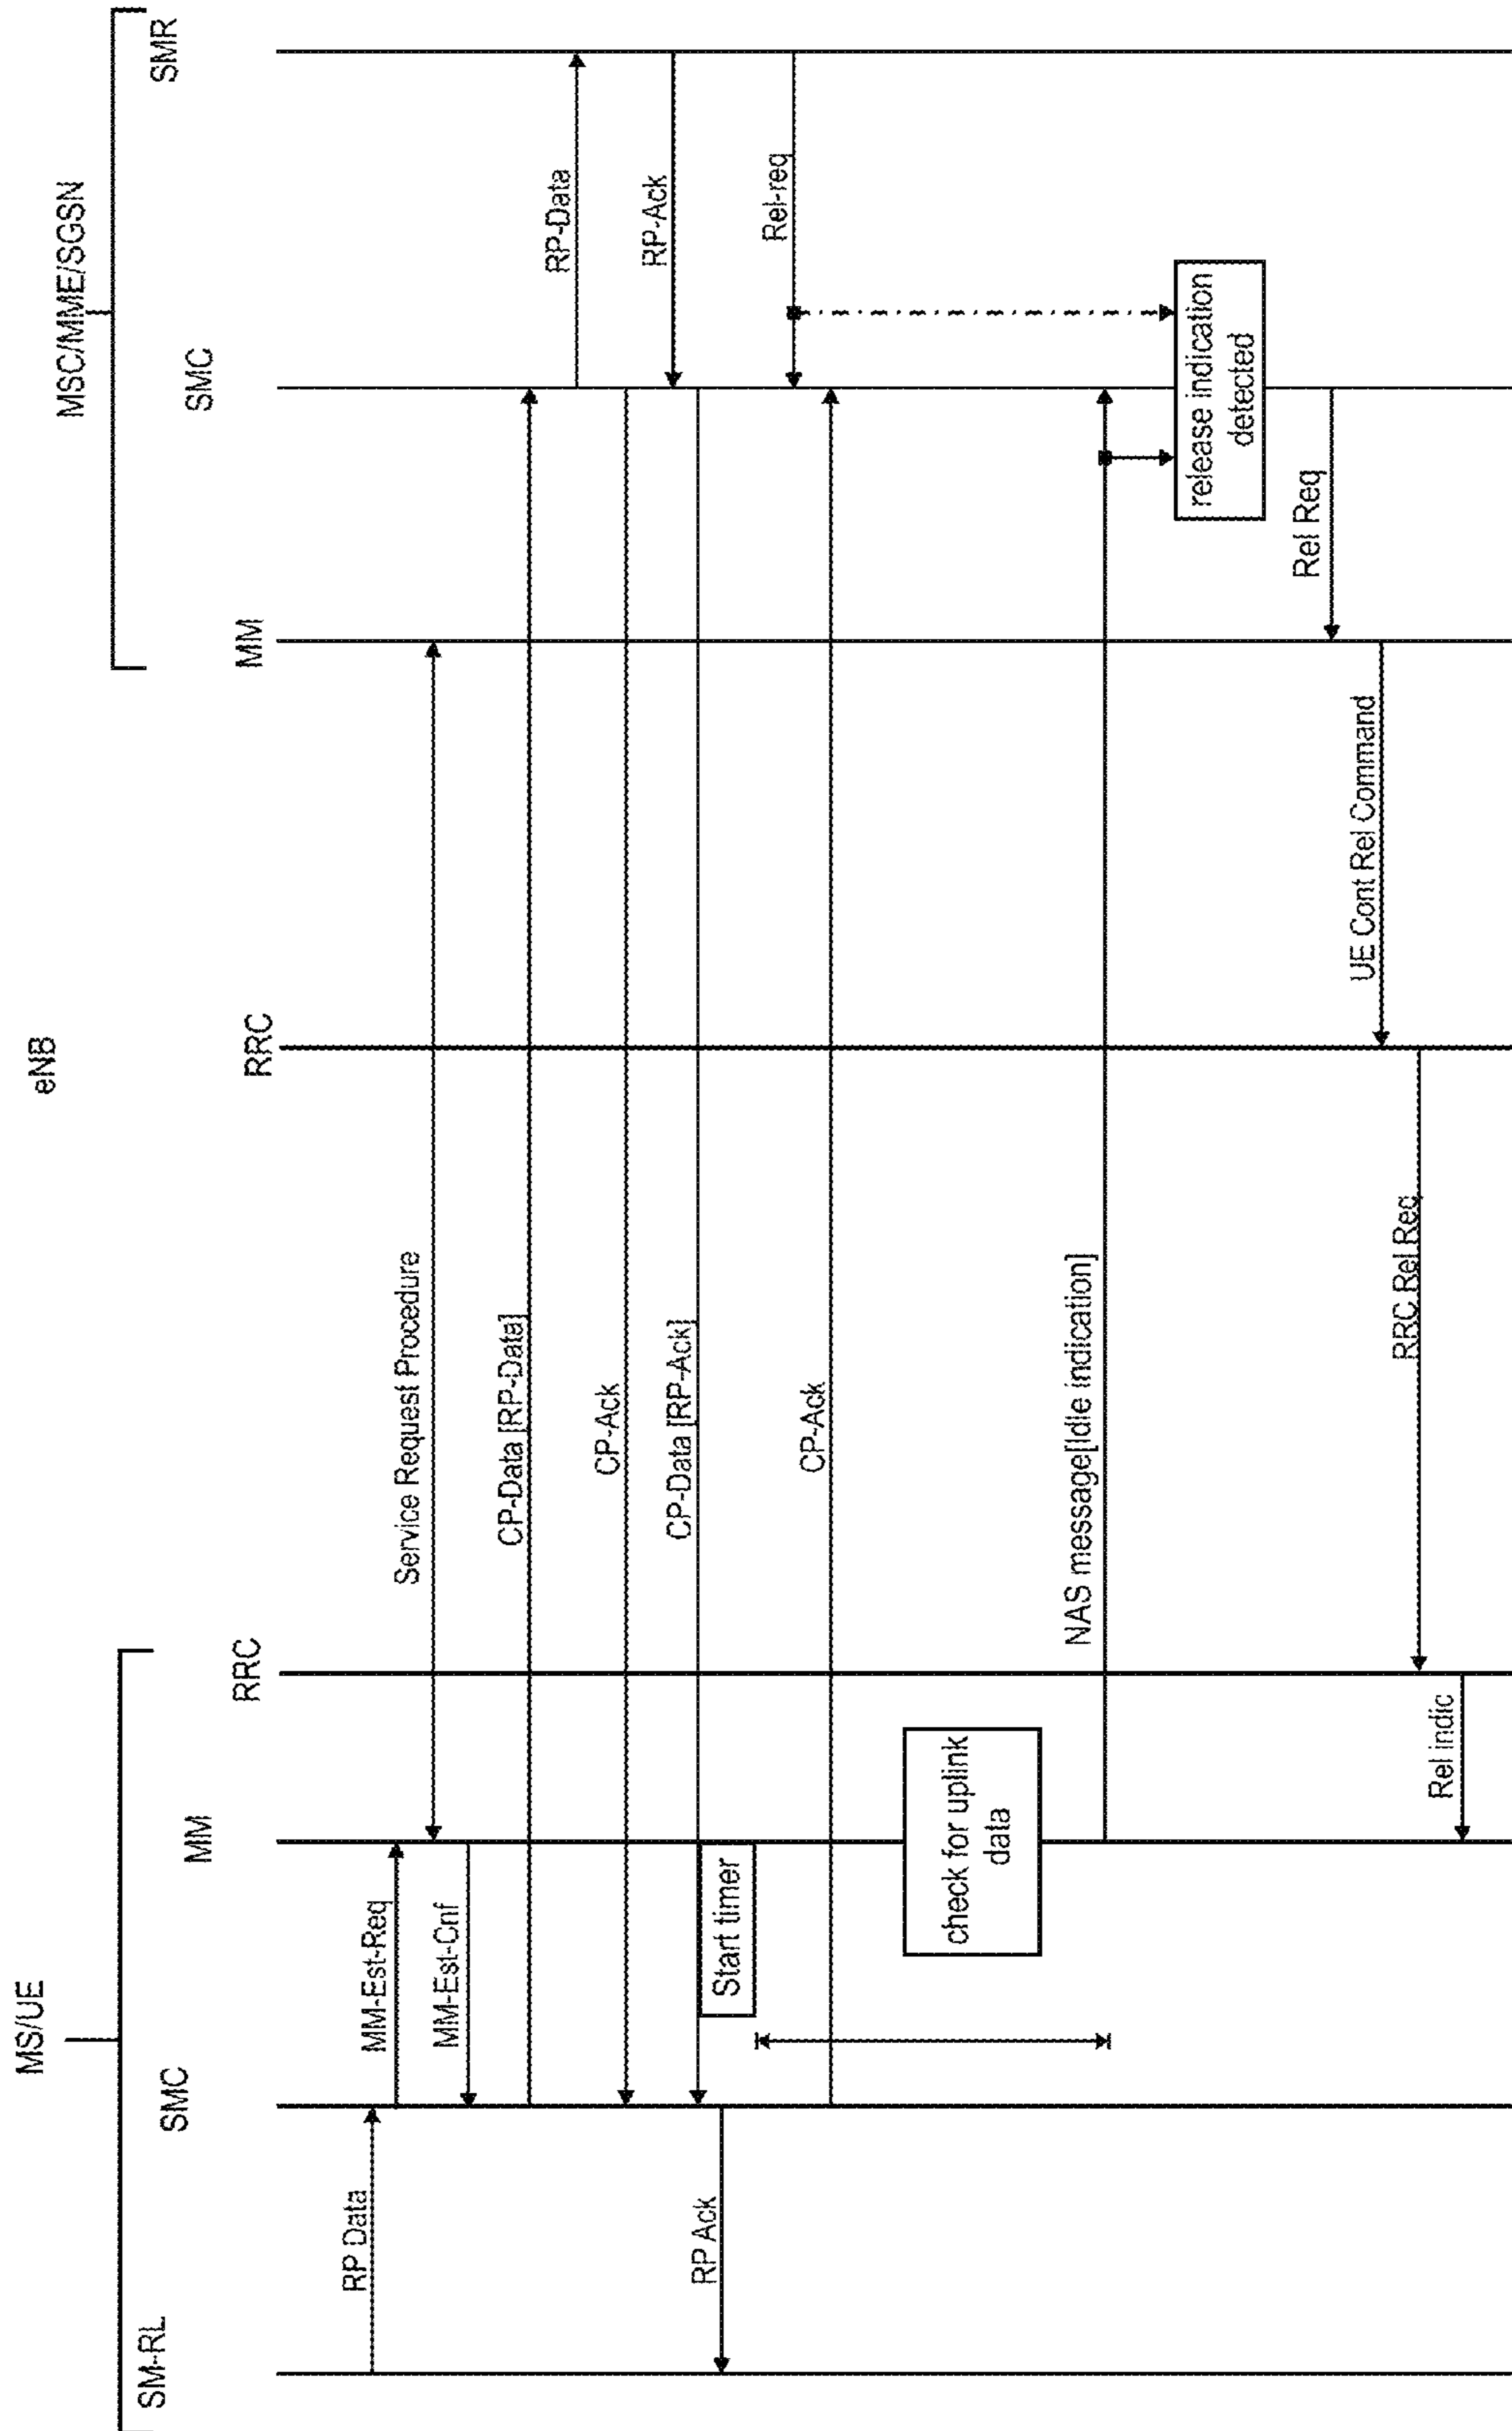 MS/UE
eNB
MSC/MME/SGSN
SM-RL
SMC
MM
RRC
RRC
MM
SMC
SMR
RP Data
MM-Est-Req
Service Request Procedure
MM-Est-Cnf
CP-Data [RP-Data]
RP-Data
CP-Ack
RP-Ack
CP-Data [RP-Ack]
Start timer
RP Ack
Rel-req
CP-Ack
check for uplink
data
NAS message[Idle indication]
release indication
detected
Rel Req
UE Cont Rel Command
RRC Rel Req
Rel indic